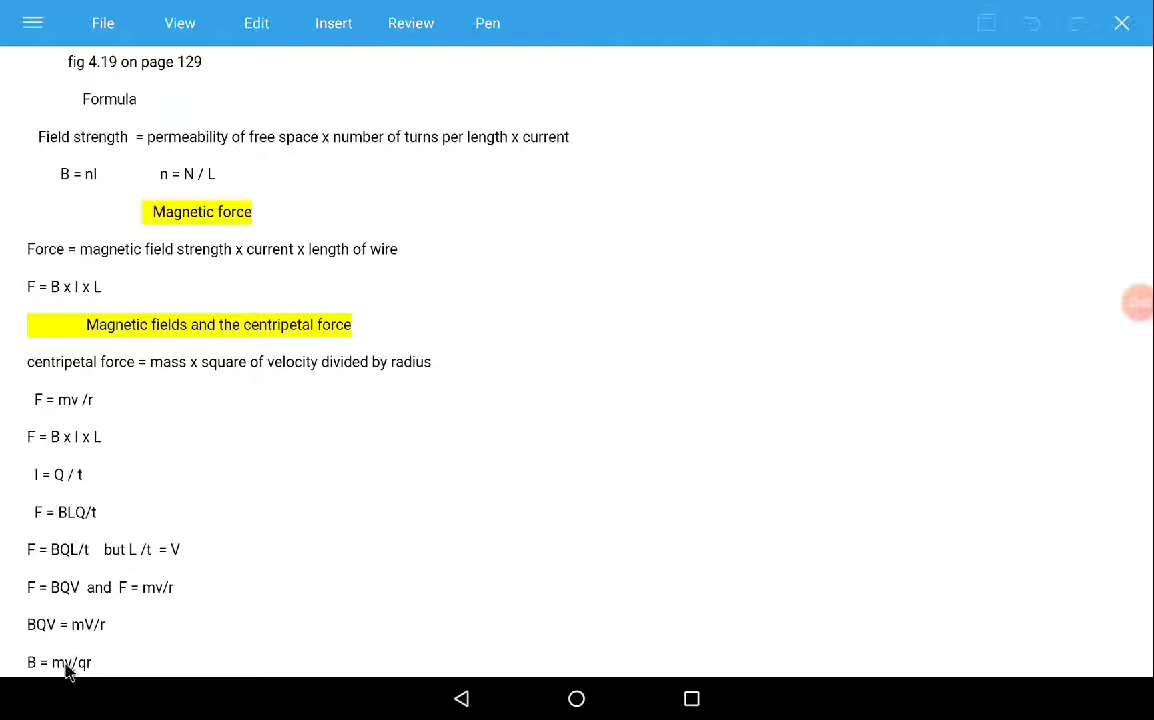 File View Edit Insert Review Pen
fig 4.19 on page 129
Formula
Field strength = permeability of free space x number of turns per length x current
B = nI n = N / L
Magnetic force
Force = magnetic field strength x current x length of wire
F = B x I x L
Magnetic fields and the centripetal force
centripetal force = mass x square of velocity divided by radius
F = mv /r
F = B x I x L
I = Q / t
F = BLQ/t
F = BQL/t but L /t = V
F = BQV and F = mv/r
BQV = mV/r
B = mv/qr